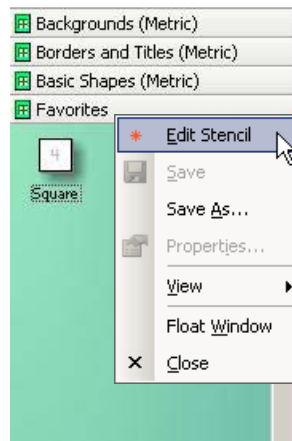 Backgrounds (Metric)
Borders and Titles (Metric)
Basic Shapes (Metric)
Favorites
Edit Stencil
4
Save
Square
Save As...
Properties...
View
Float Window
Close